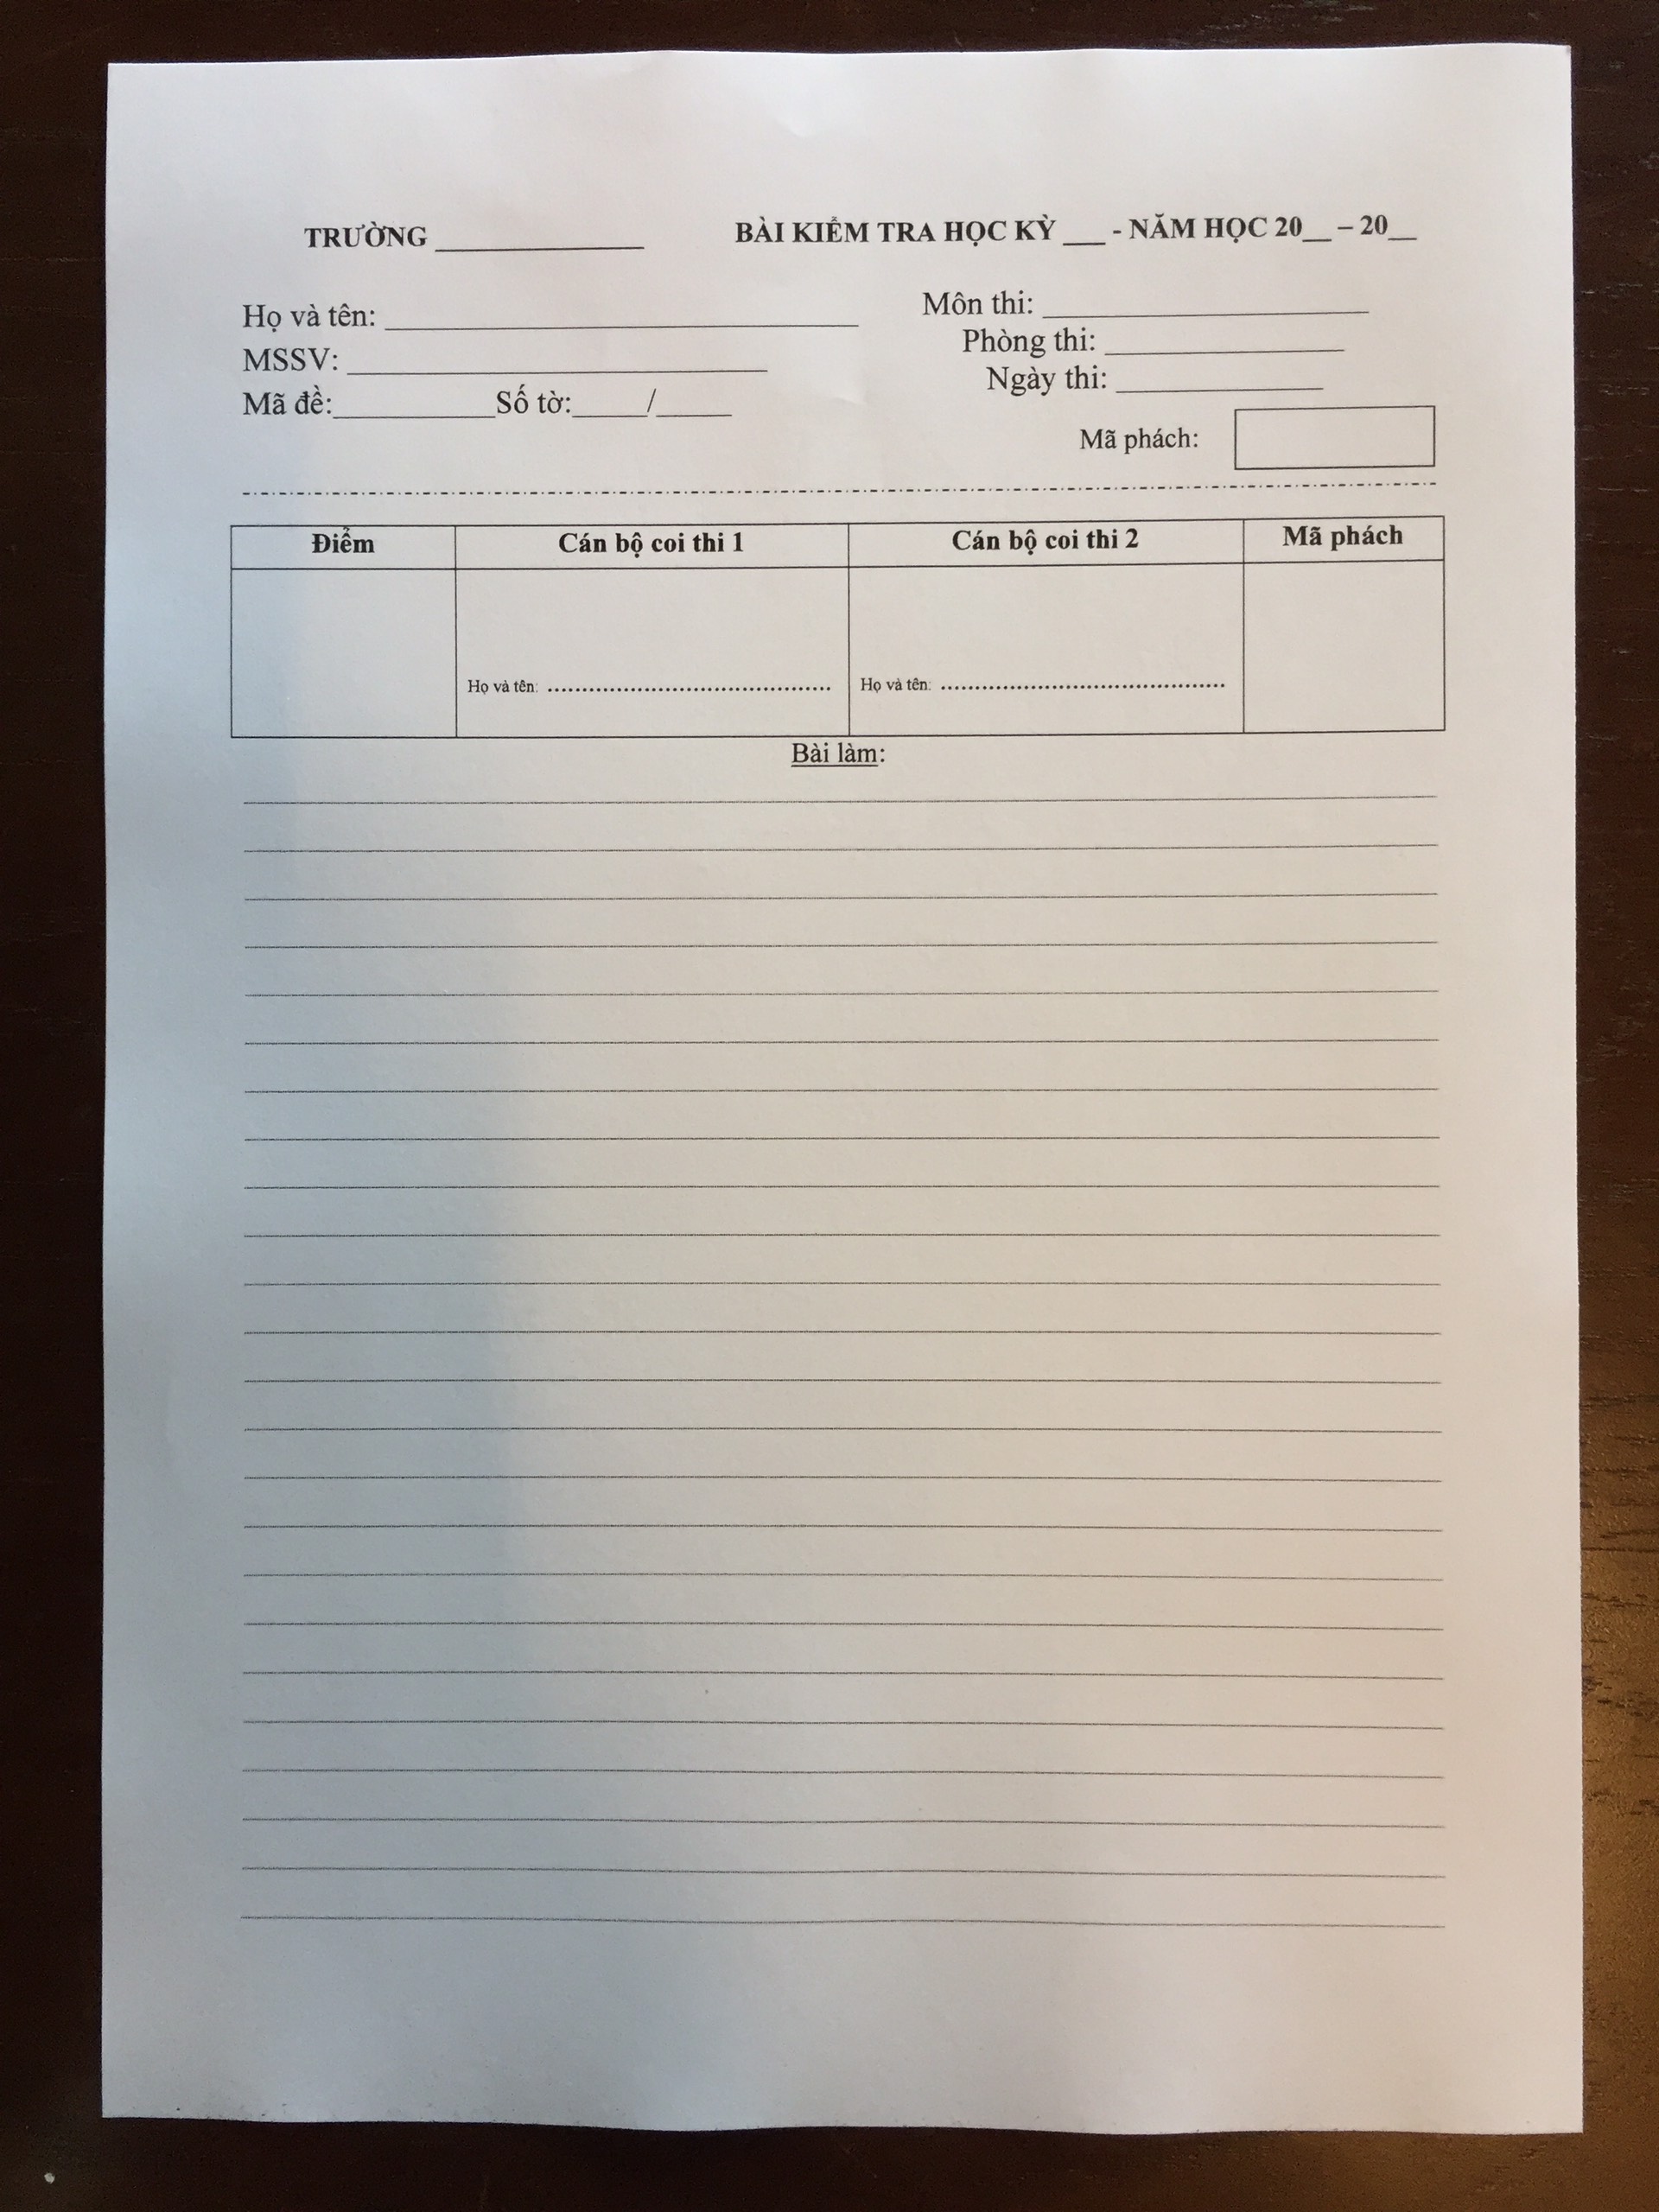 TRƯỜNG _______________ BÀI KIỂM TRA HỌC KỲ ___ - NĂM HỌC 20__ – 20__
Họ và tên: _______________________________
MSSV: ____________________________
Mã đề:___________Số tờ:_____/_____
Môn thi: ______________________
Phòng thi: ________________
Ngày thi: ______________
Mã phách:
Điểm Cán bộ coi thi 1 Cán bộ coi thi 2 Mã phách
Họ và tên: .......................................... Họ và tên: ..........................................
Bài làm: